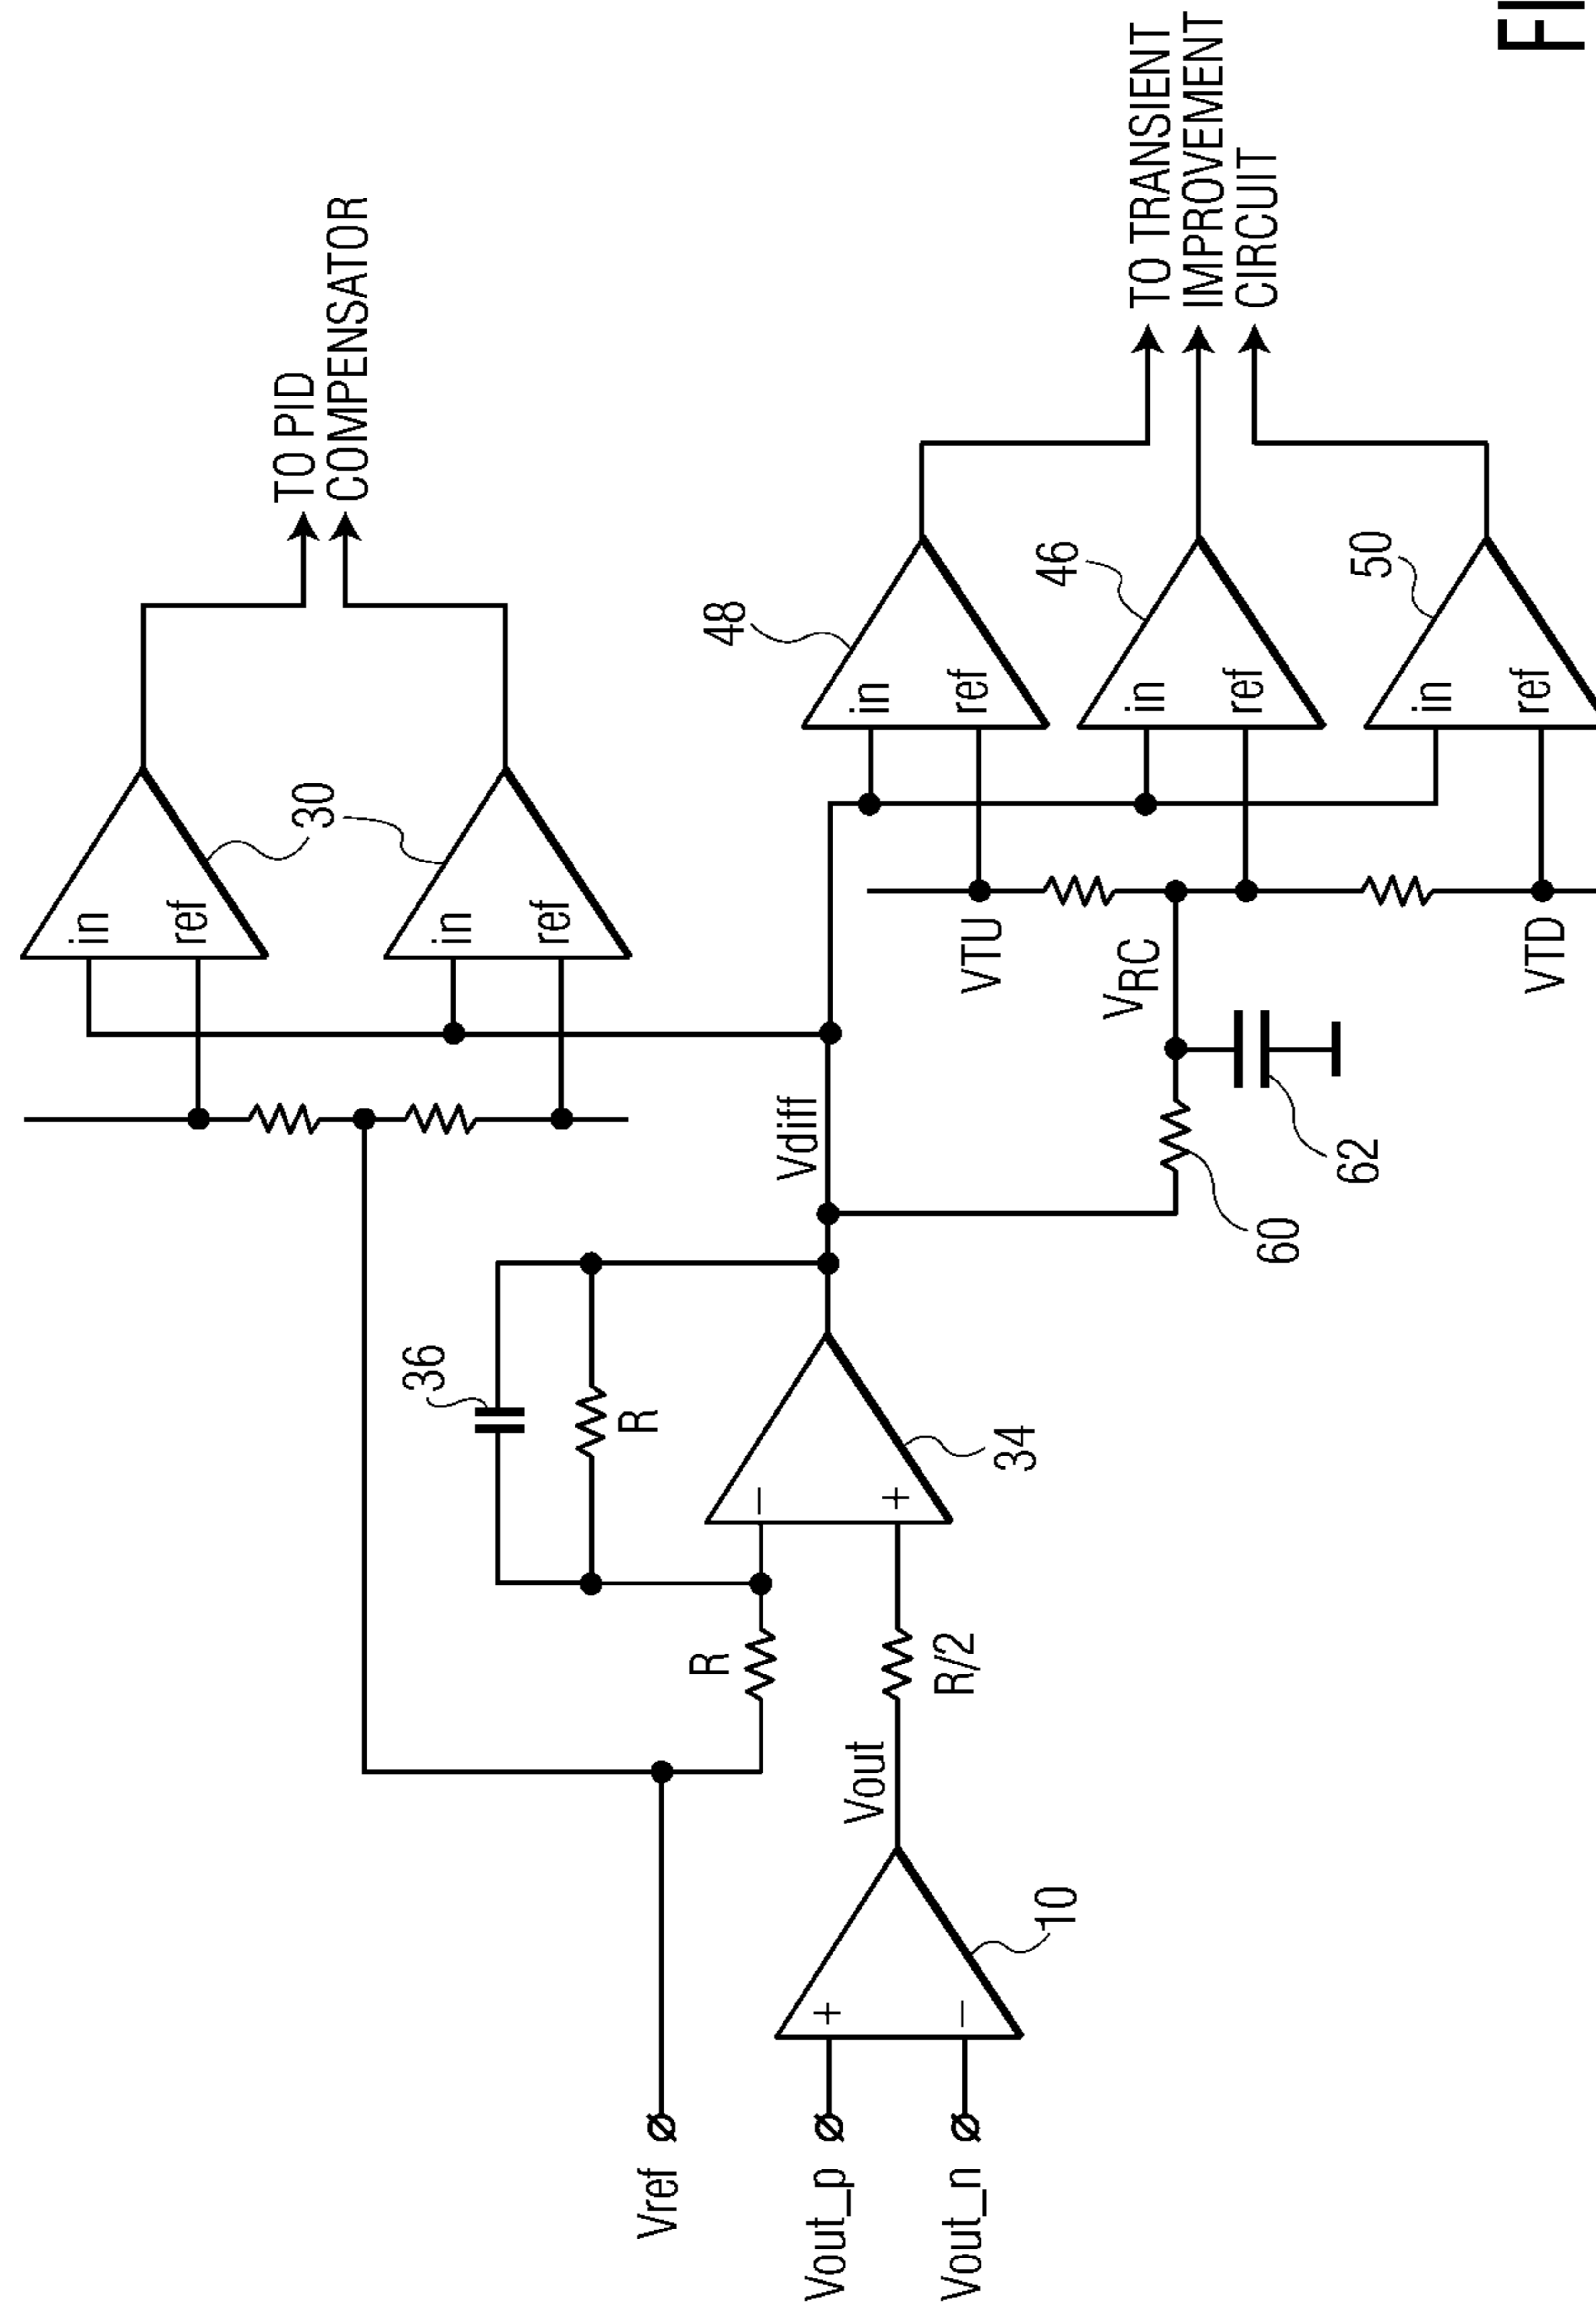 TO PID
COMPENSATOR
in
ref
30
in
ref
48
in
ref
TO TRANSIENT
IMPROVEMENT
CIRCUIT
46
in
ref
50
in
ref
VTU
VRC
VTD
Vdiff
36
R
62
60
34
–
+
R
R/2
Vref
Vout
10
+
–
Vout_p
Vout_n
FI